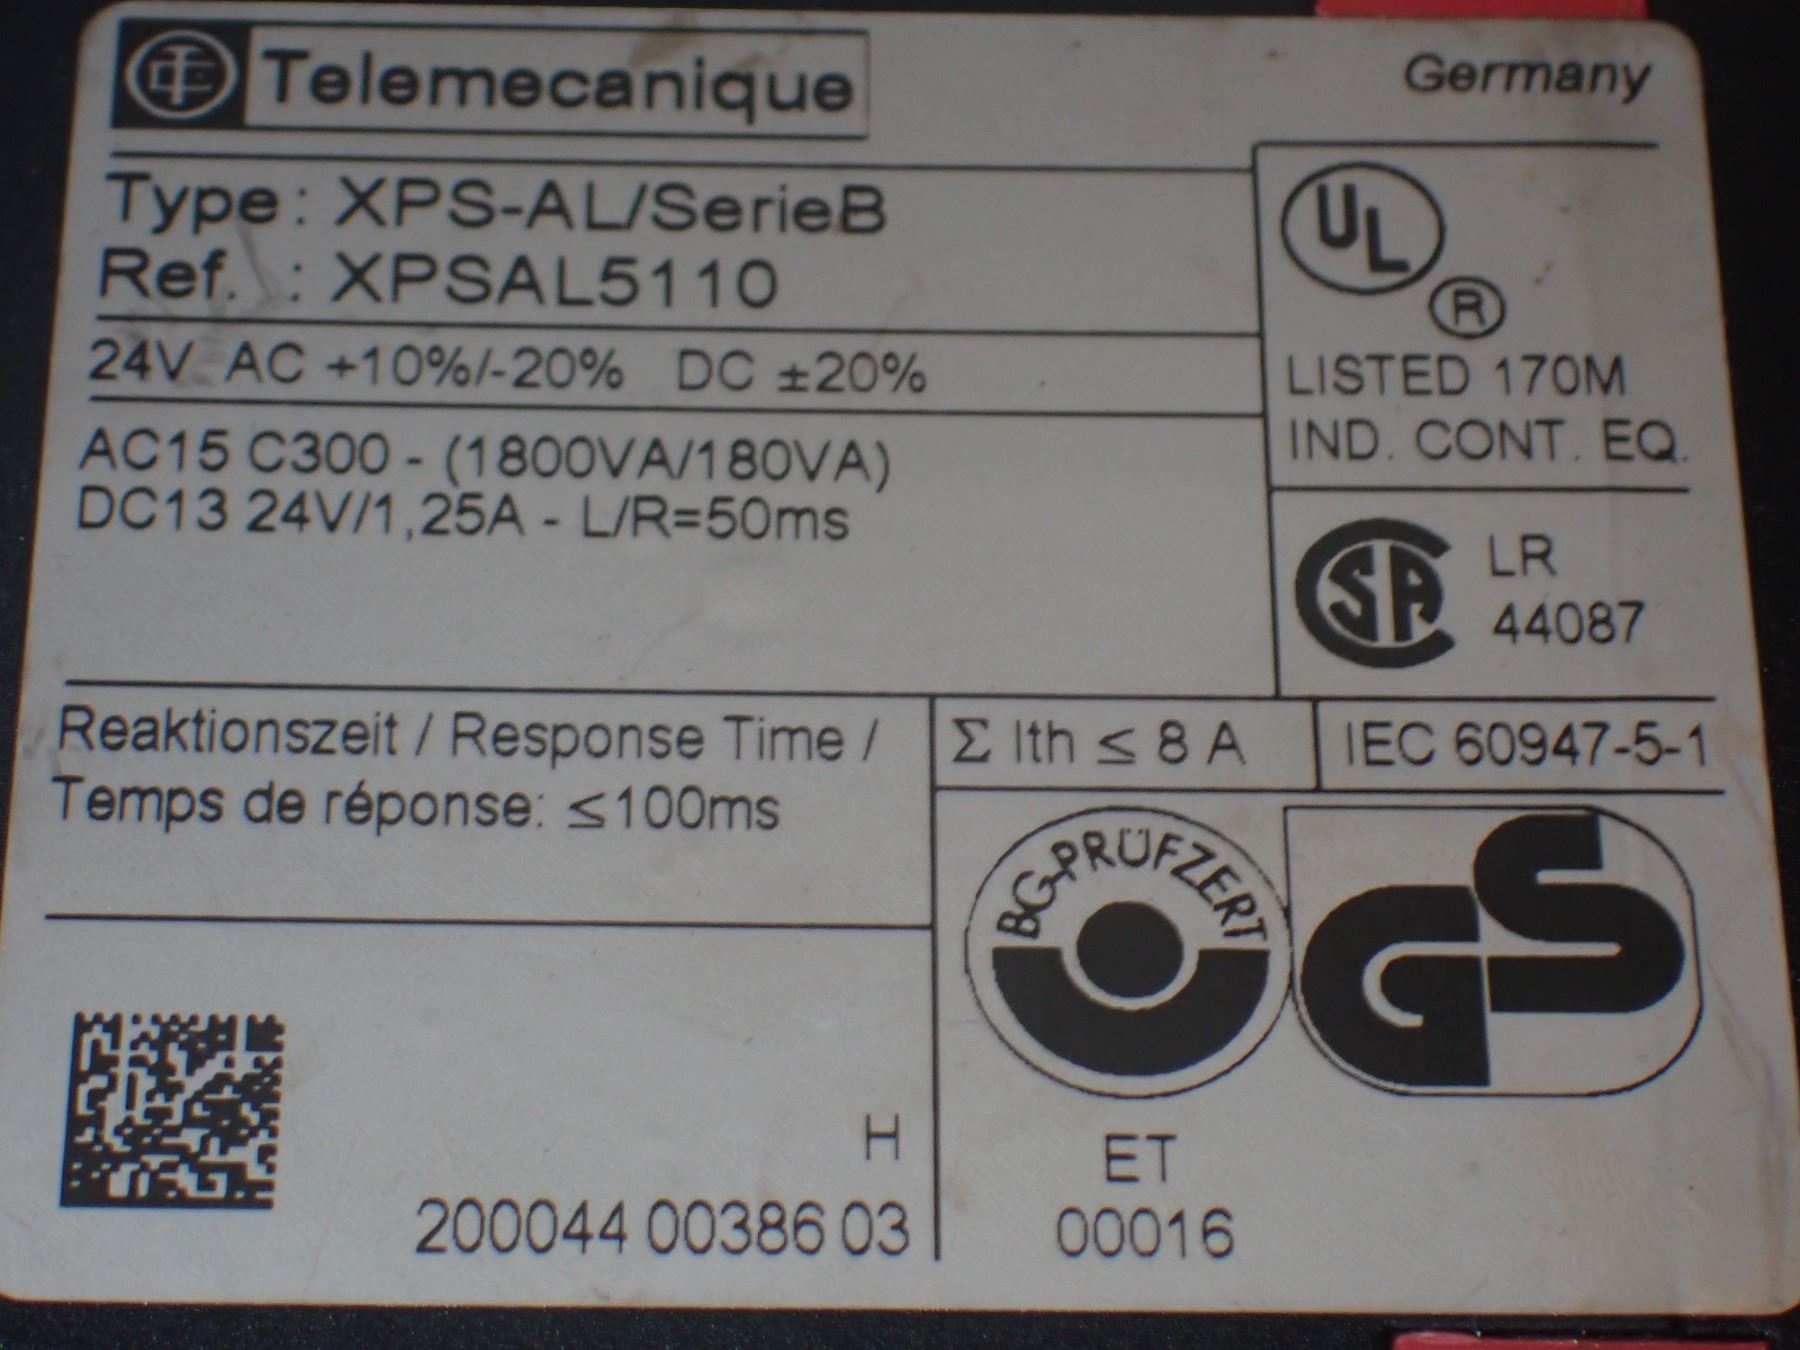 Telemecanique
Germany
Type : XPS-AL/SerieB
Ref. : XPSAL5110
24V AC +10%/-20% DC ±20%
AC15 C300 - (1800VA/180VA)
DC13 24V/1,25A - L/R=50ms
UL
R
LISTED 170M
IND. CONT. EQ.
SA
LR
44087
Reaktionszeit / Response Time /
Temps de réponse: ≤100ms
Σ Ith ≤ 8 A
IEC 60947-5-1
BG-PRÜFZERT
GS
H
200044 00386 03
ET
00016